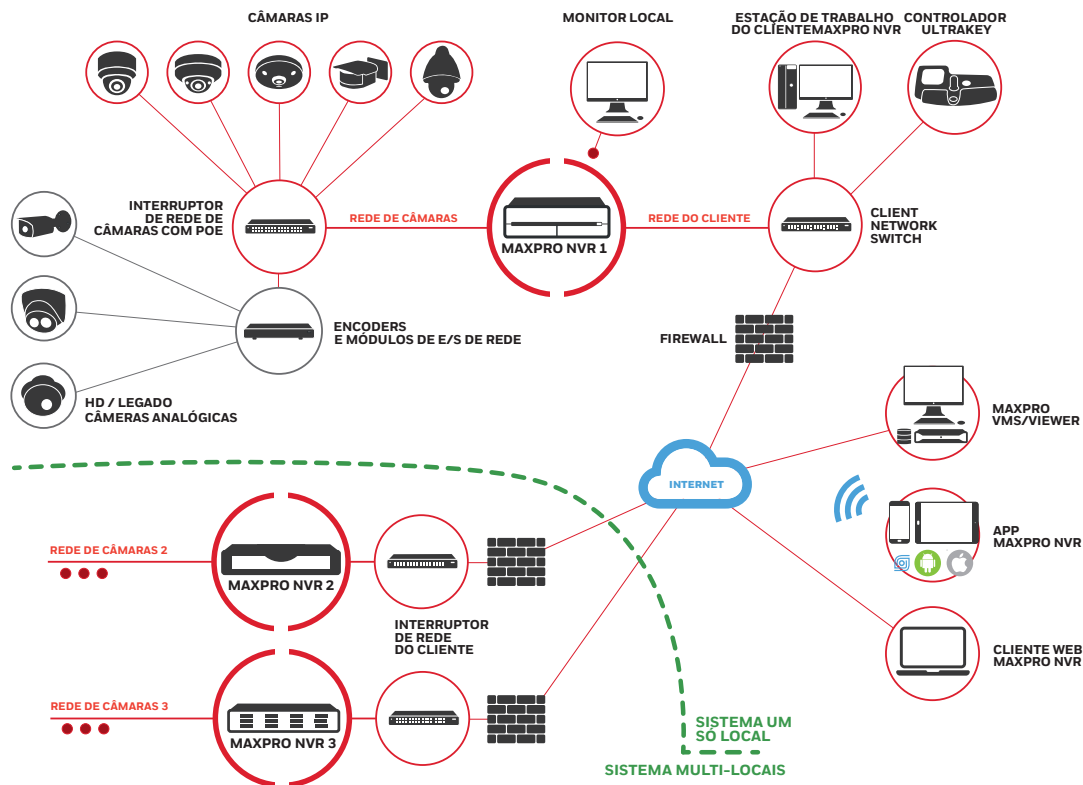 CÂMARAS IP
MONITOR LOCAL
ESTAÇÃO DE TRABALHO
DO CLIENTEMAXPRO NVR
CONTROLADOR
ULTRAKEY
INTERRUPTOR
DE REDE DE
CÂMARAS COM POE
REDE DE CÂMARAS
MAXPRO NVR 1
REDE DO CLIENTE
CLIENT
NETWORK
SWITCH
ENCODERS
E MÓDULOS DE E/S DE REDE
FIREWALL
HD / LEGADO
CÂMERAS ANALÓGICAS
MAXPRO
VMS/VIEWER
INTERNET
REDE DE CÂMARAS 2
MAXPRO NVR 2
APP
MAXPRO NVR
INTERRUPTOR
DE REDE
DO CLIENTE
CLIENTE WEB
MAXPRO NVR
REDE DE CÂMARAS 3
MAXPRO NVR 3
SISTEMA UM
SÓ LOCAL
SISTEMA MULTI-LOCAIS